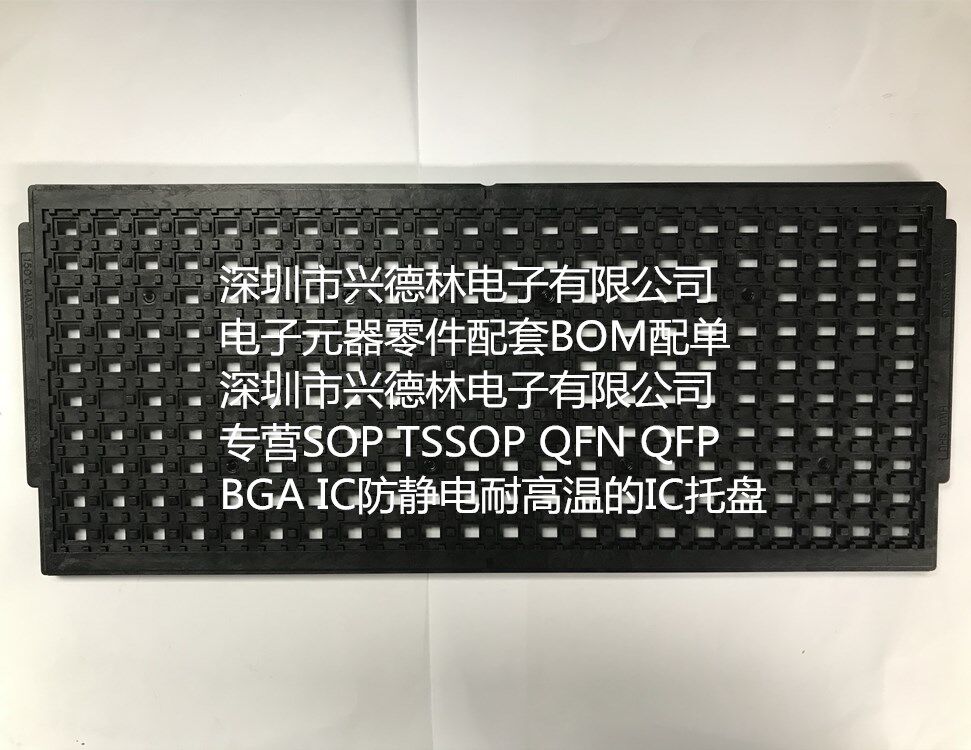 深圳市兴德林电子有限公司
电子元器零件配套BOM配单
深圳市兴德林电子有限公司
专营SOP TSSOP QFN QFP
BGA IC防静电耐高温的IC托盘